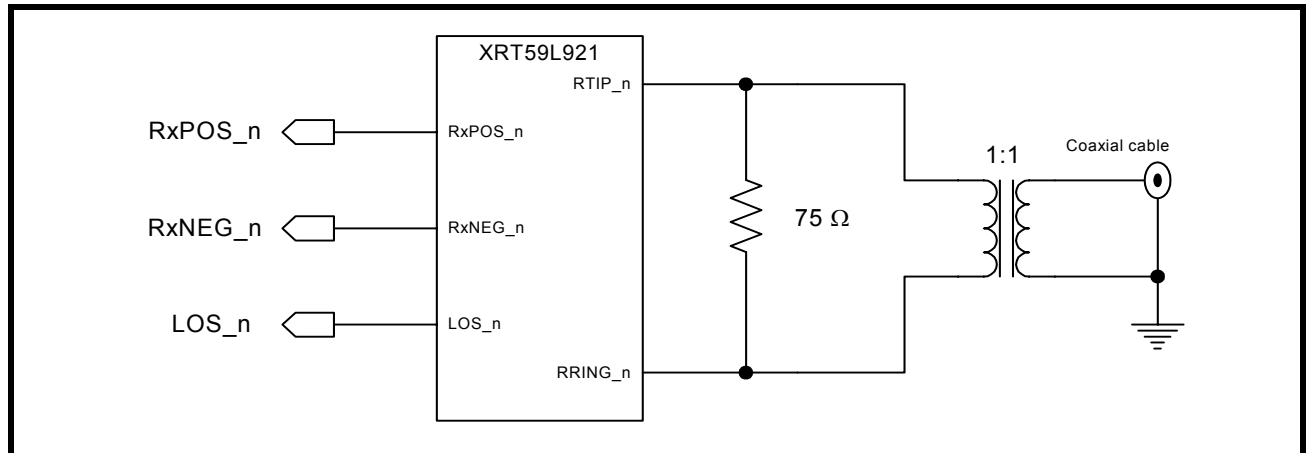 XRT59L921
RTIP_n
RxPOS_n
RxPOS_n
RxNEG_n
RxNEG_n
LOS_n
LOS_n
RRING_n
75 Ω
1:1
Coaxial cable